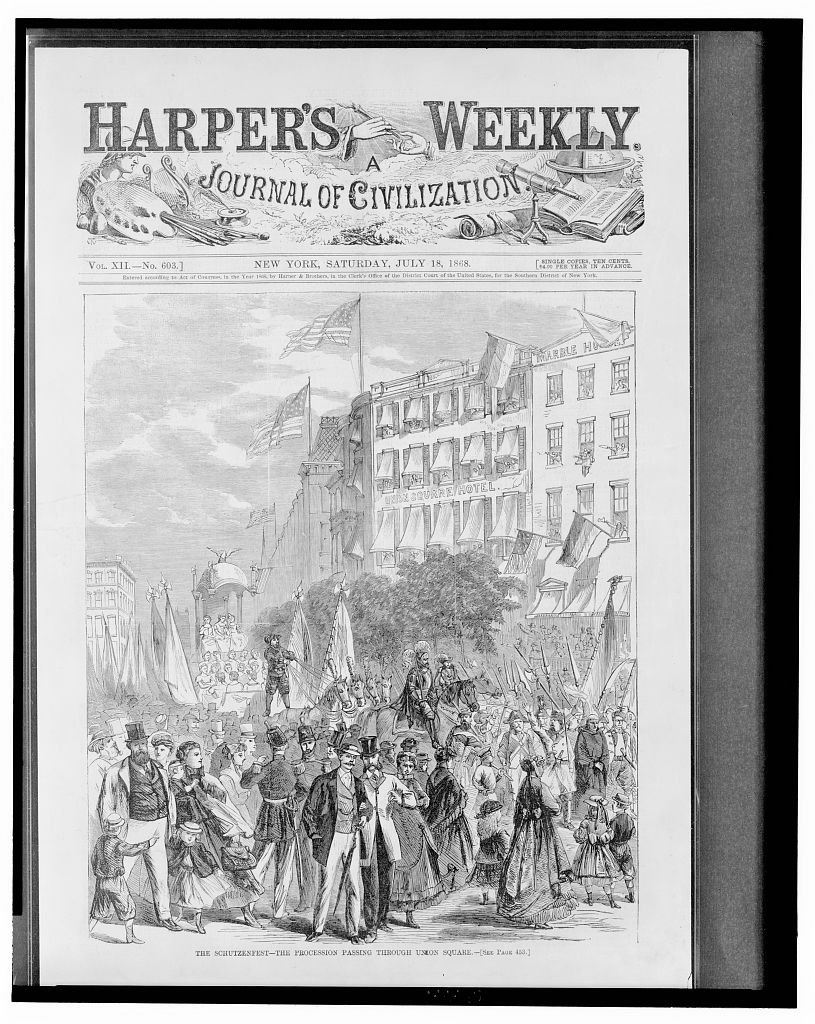 HARPER'S WEEKLY.
A
JOURNAL OF CIVILIZATION.
VOL. XII.—No. 603.] NEW YORK, SATURDAY, JULY 18, 1868. [SINGLE COPIES, TEN CENTS.
$4.00 PER YEAR IN ADVANCE.
Entered according to Act of Congress, in the Year 1868, by Harper & Brothers, in the Clerk's Office of the District Court of the United States, for the Southern District of New York.
MARBLE
UNION SQUARE HOTEL.
THE SCHUTZENFEST—THE PROCESSION PASSING THROUGH UNION SQUARE.—[SEE PAGE 453.]